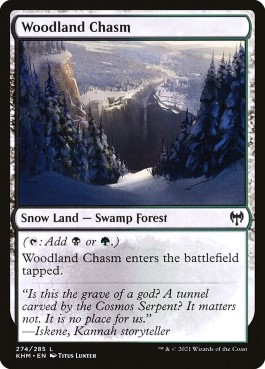 Woodland Chasm
Snow Land — Swamp Forest
(: Add or .)
Woodland Chasm enters the battlefield
tapped.
"Is this the grave of a god? A tunnel
carved by the Cosmos Serpent? It matters
not. It is no place for us."
—Iskene, Kannah storyteller
274/285 L
KHM • EN Titus Lunter
™ & © 2021 Wizards of the Coast